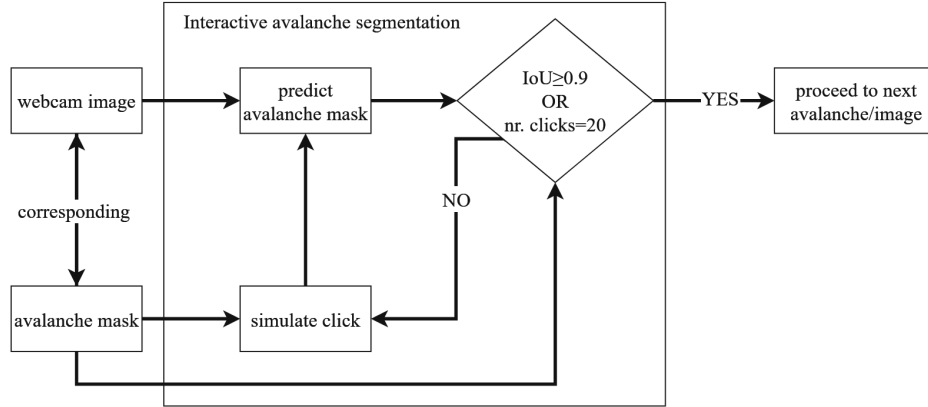 Interactive avalanche segmentation
webcam image
predict
avalanche mask
IoU≥0.9
OR
nr. clicks=20
YES
proceed to next
avalanche/image
corresponding
NO
avalanche mask
simulate click